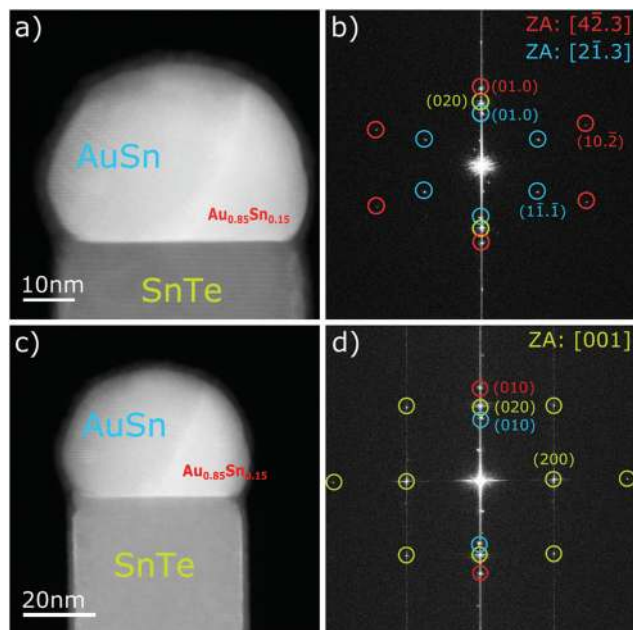 a)
AuSn
Au₀.₈₅Sn₀.₁₅
10nm
SnTe
b)
ZA: [42̄.3]
ZA: [21̄.3]
(01.0)
(020)
(01.0)
(10.2̄)
(11̄.1̄)
c)
AuSn
Au₀.₈₅Sn₀.₁₅
SnTe
20nm
d)
ZA: [001]
(010)
(020)
(010)
(200)